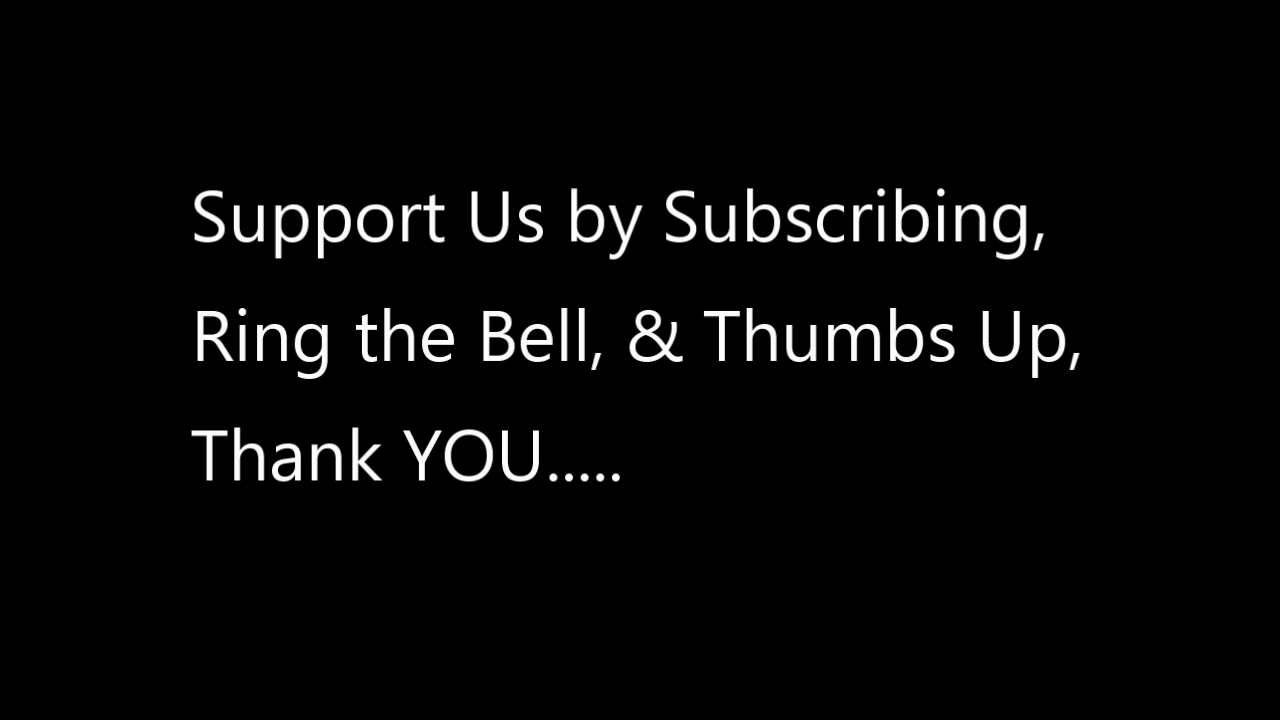 Support Us by Subscribing,
Ring the Bell, & Thumbs Up,
Thank YOU.....